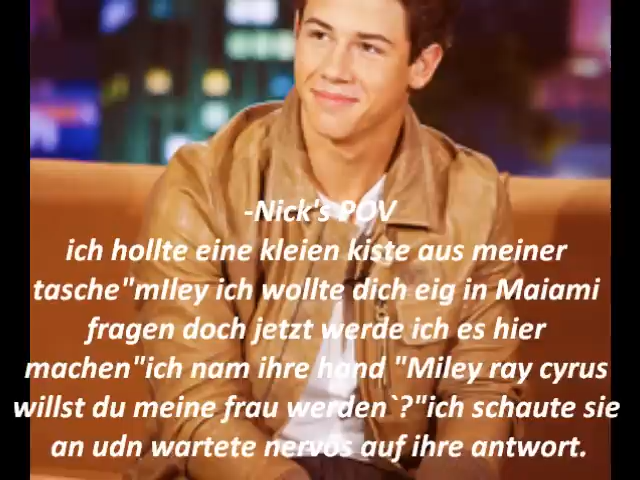 -Nick's POV
ich hollte eine kleien kiste aus meiner
tasche"mIley ich wollte dich eig in Maiami
fragen doch jetzt werde ich es hier
machen"ich nam ihre hand "Miley ray cyrus
willst du meine frau werden`?"ich schaute sie
an udn wartete nervös auf ihre antwort.